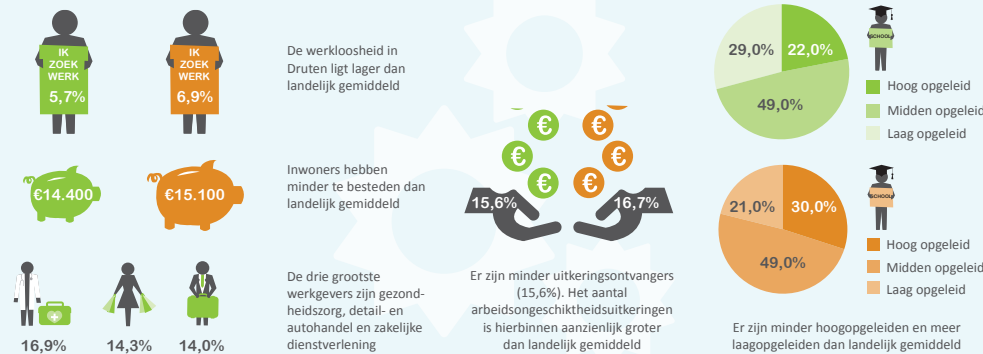 IK
ZOEK
WERK
5,7%
IK
ZOEK
WERK
6,9%
De werkloosheid in
Druten ligt lager dan
landelijk gemiddeld
€14.400
€15.100
Inwoners hebben
minder te besteden dan
landelijk gemiddeld
16,9%
14,3%
14,0%
De drie grootste
werkgevers zijn gezond-
heidszorg, detail- en
autohandel en zakelijke
dienstverlening
€
€
€
€
€
€
15,6%
16,7%
Er zijn minder uitkeringsontvangers
(15,6%). Het aantal
arbeidsongeschiktheidsuitkeringen
is hierbinnen aanzienlijk groter
dan landelijk gemiddeld
29,0%
22,0%
49,0%
SCHOOL
Hoog opgeleid
Midden opgeleid
Laag opgeleid
21,0%
30,0%
49,0%
SCHOOL
Hoog opgeleid
Midden opgeleid
Laag opgeleid
Er zijn minder hoogopgeleiden en meer
laagopgeleiden dan landelijk gemiddeld